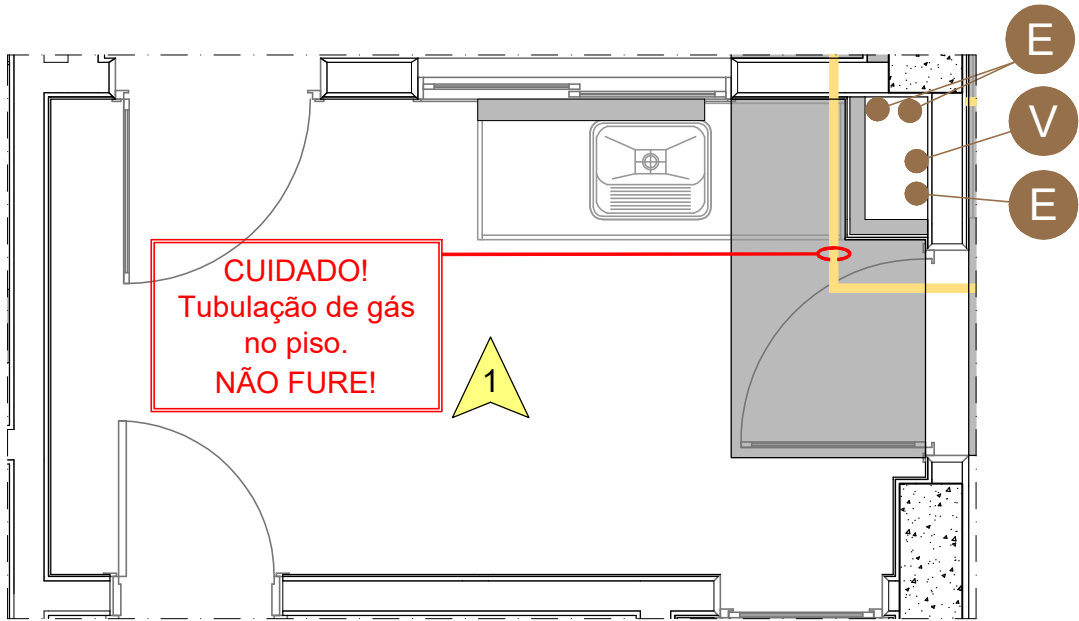 E
V
E
CUIDADO!
Tubulação de gás
no piso.
NÃO FURE!
1